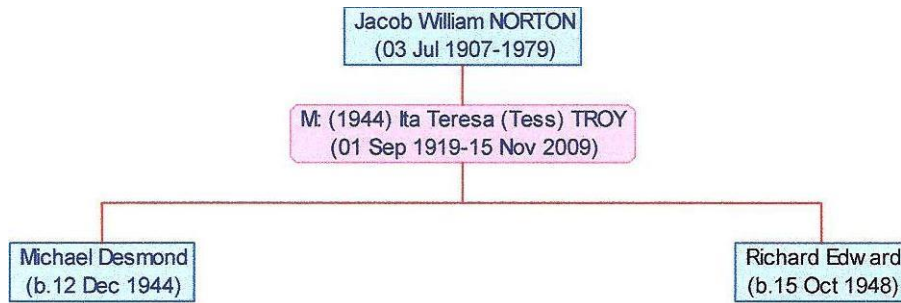 Jacob William NORTON
(03 Jul 1907-1979)
M: (1944) Ita Teresa (Tess) TROY
(01 Sep 1919-15 Nov 2009)
Michael Desmond
(b.12 Dec 1944)
Richard Edward
(b.15 Oct 1948)